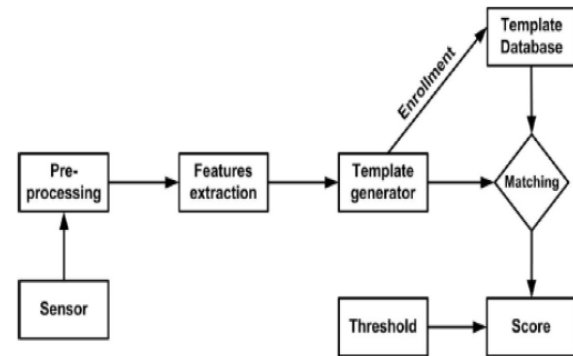 Template
Database
Enrollment
Pre-
processing
Features
extraction
Template
generator
Matching
Sensor
Threshold
Score